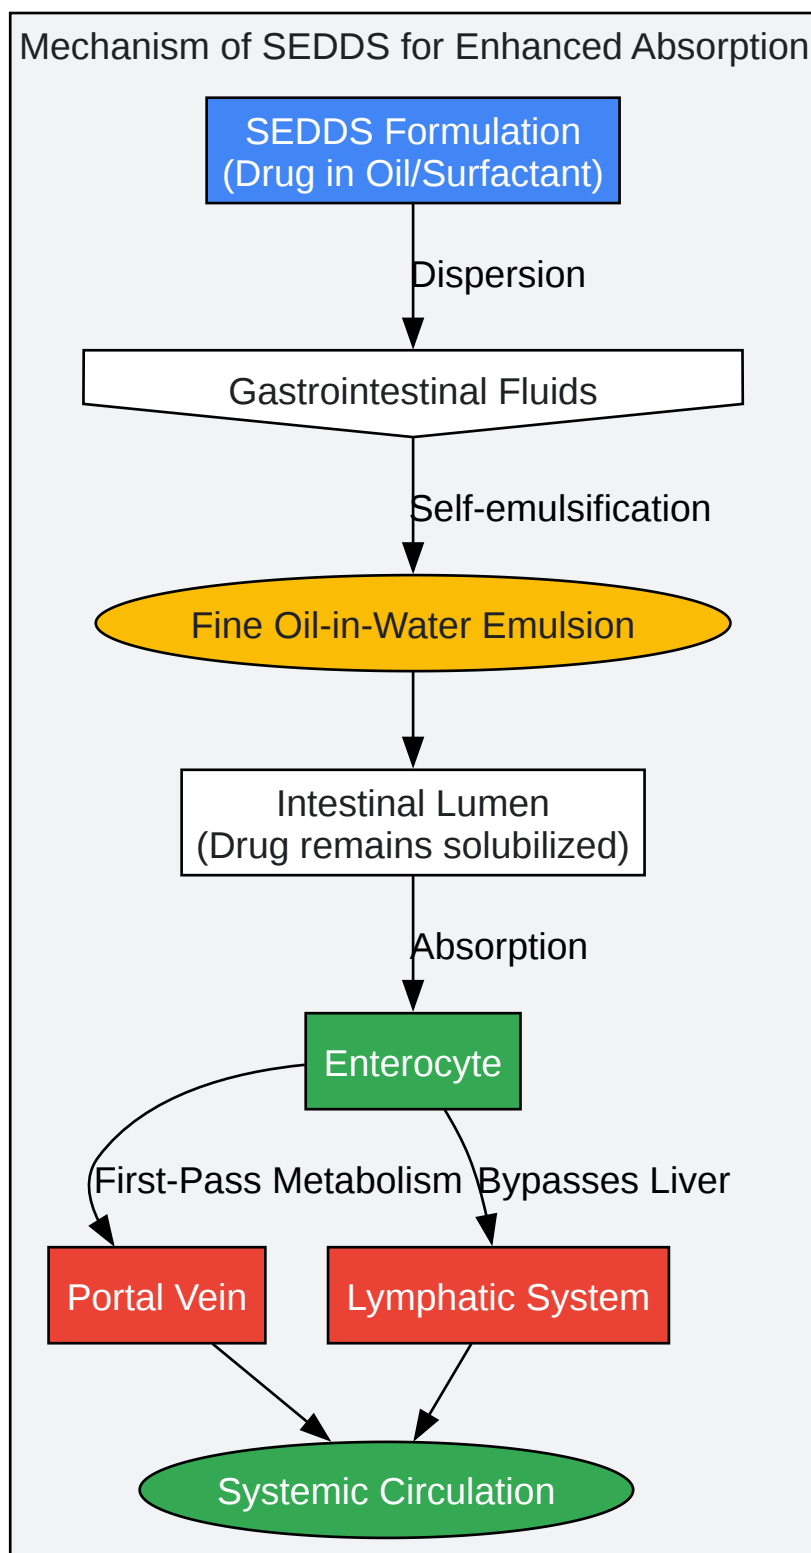 Mechanism of SEDDS for Enhanced Absorption
SEDDS Formulation
(Drug in Oil/Surfactant)
Dispersion
Gastrointestinal Fluids
Self-emulsification
Fine Oil-in-Water Emulsion
Intestinal Lumen
(Drug remains solubilized)
Absorption
Enterocyte
First-Pass Metabolism
Bypasses Liver
Portal Vein
Lymphatic System
Systemic Circulation